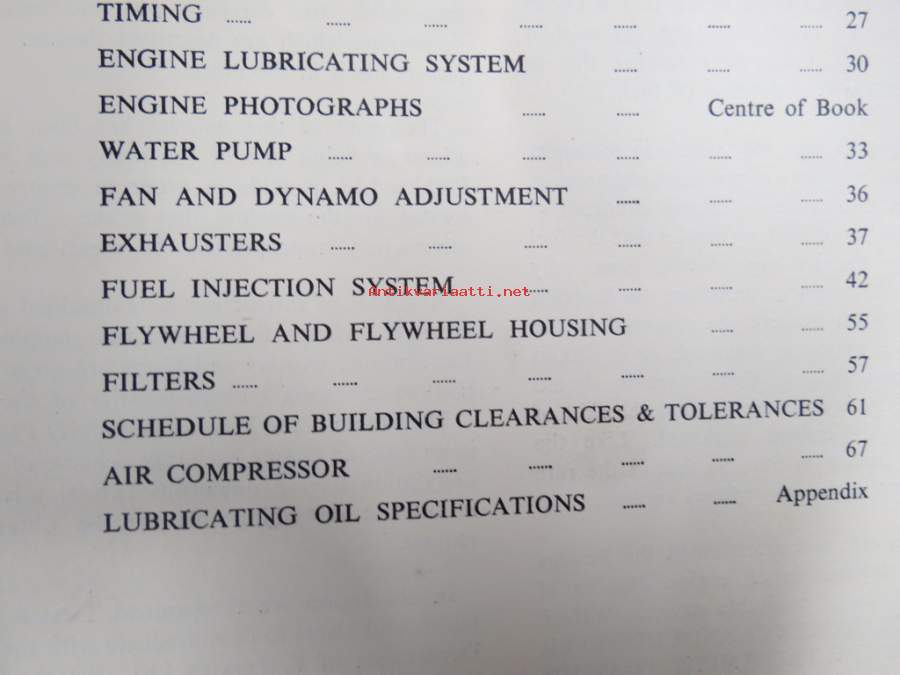 TIMING ...... ...... ...... ...... ...... ...... ...... 27
ENGINE LUBRICATING SYSTEM ...... ...... ...... 30
ENGINE PHOTOGRAPHS ...... ...... Centre of Book
WATER PUMP ...... ...... ...... ...... ...... ...... 33
FAN AND DYNAMO ADJUSTMENT ...... ...... ...... 36
EXHAUSTERS ...... ...... ...... ...... ...... ...... 37
FUEL INJECTION SYSTEM ...... ...... ...... ...... 42
Antikvariaatti.net
FLYWHEEL AND FLYWHEEL HOUSING ...... ...... 55
FILTERS ...... ...... ...... ...... ...... ...... ...... 57
SCHEDULE OF BUILDING CLEARANCES & TOLERANCES 61
AIR COMPRESSOR ...... ...... ...... ...... ...... 67
LUBRICATING OIL SPECIFICATIONS ...... ...... Appendix